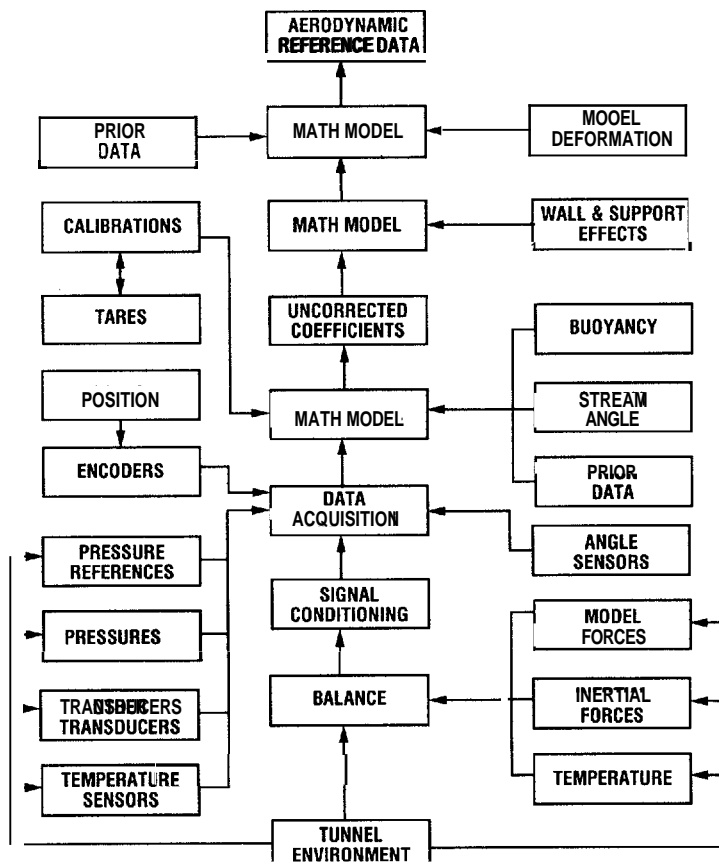 AERODYNAMIC
REFERENCE DATA
PRIOR
DATA
MATH MODEL
MOOEL
DEFORMATION
CALIBRATIONS
MATH MODEL
WALL & SUPPORT
EFFECTS
TARES
UNCORRECTED
COEFFICIENTS
BUOYANCY
POSITION
MATH MODEL
STREAM
ANGLE
ENCODERS
DATA
ACQUISITION
PRIOR
DATA
PRESSURE
REFERENCES
ANGLE
SENSORS
SIGNAL
CONDITIONING
PRESSURES
MODEL
FORCES
TRANSDUCERS
BALANCE
INERTIAL
FORCES
TEMPERATURE
SENSORS
TEMPERATURE
TUNNEL
ENVIRONMENT